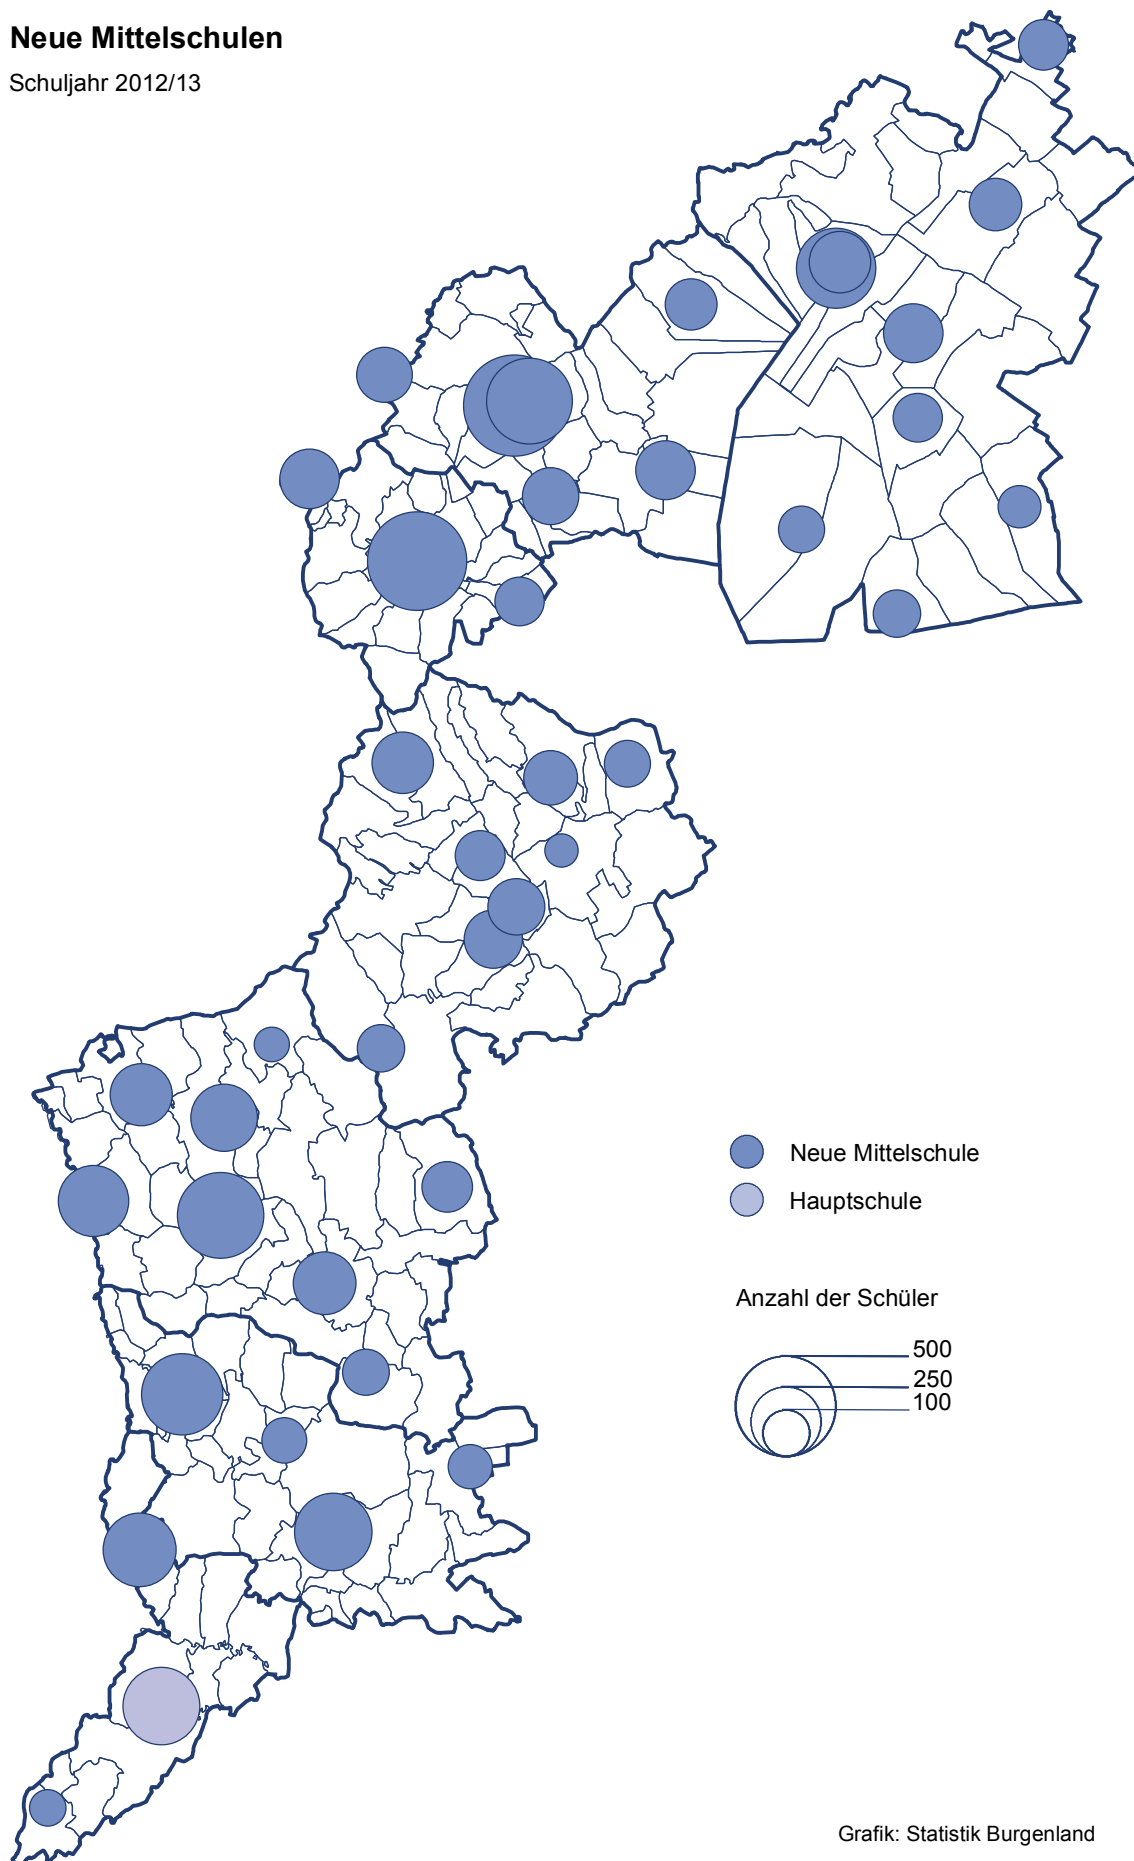 Neue Mittelschulen
Schuljahr 2012/13
Neue Mittelschule
Hauptschule
Anzahl der Schüler
500
250
100
Grafik: Statistik Burgenland